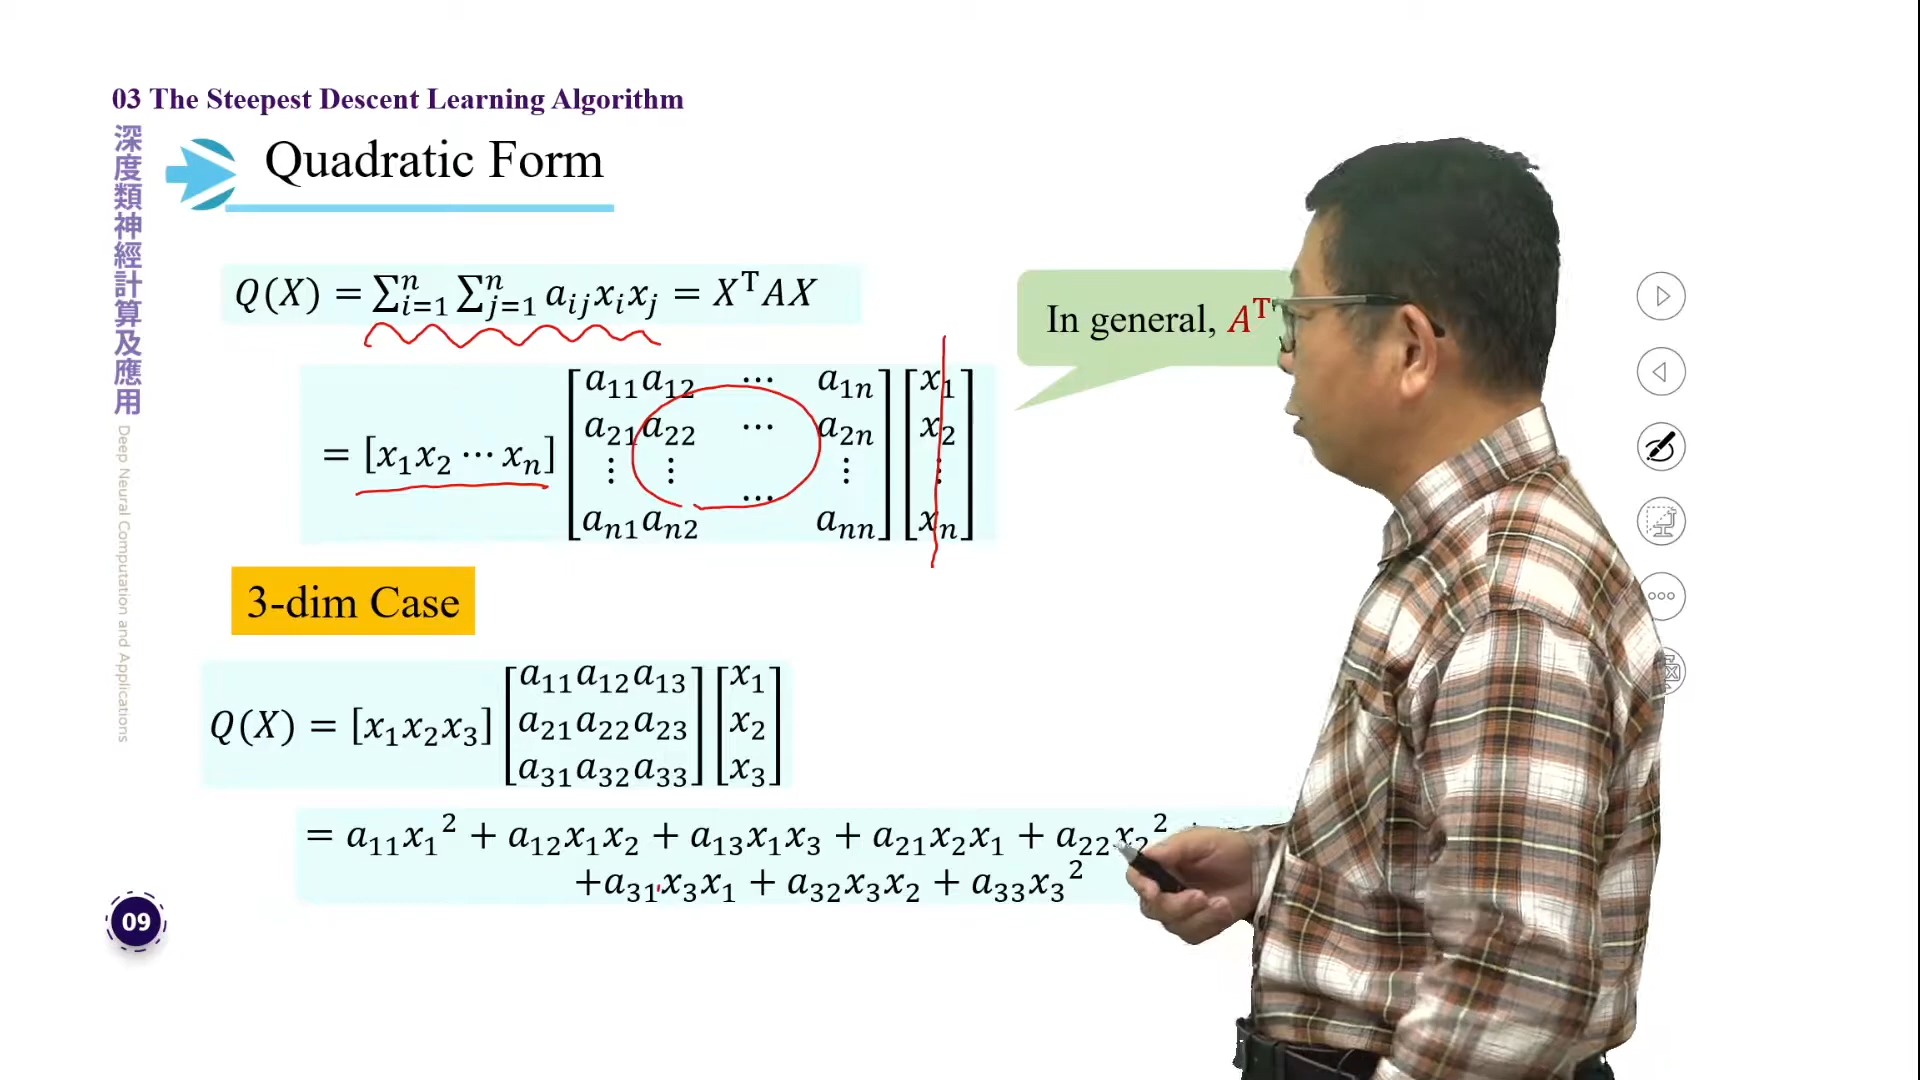 03 The Steepest Descent Learning Algorithm
深度類神經計算及應用
Deep Neural Computation and Applications
Quadratic Form
Q(X) = ∑ⁿᵢ₌₁ ∑ⁿⱼ₌₁ aᵢⱼxᵢxⱼ = XᵀAX
In general, Aᵀ
= [x₁x₂ ⋯ xₙ] [a₁₁a₁₂ ⋯ a₁ₙ] [x₁]
[a₂₁a₂₂ ⋯ a₂ₙ] [x₂]
[⋮ ⋮ ⋯ ⋮] [⋮]
[aₙ₁aₙ₂ aₙₙ] [xₙ]
3-dim Case
Q(X) = [x₁x₂x₃] [a₁₁a₁₂a₁₃] [x₁]
[a₂₁a₂₂a₂₃] [x₂]
[a₃₁a₃₂a₃₃] [x₃]
= a₁₁x₁² + a₁₂x₁x₂ + a₁₃x₁x₃ + a₂₁x₂x₁ + a₂₂x₂²
+a₃₁x₃x₁ + a₃₂x₃x₂ + a₃₃x₃²
09